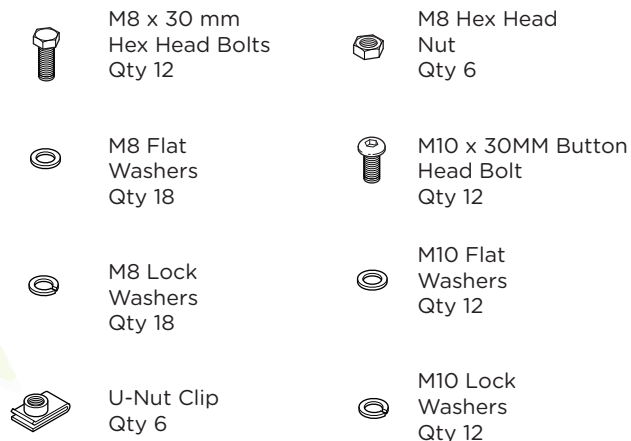 M8 x 30 mm
Hex Head Bolts
Qty 12
M8 Flat
Washers
Qty 18
M8 Lock
Washers
Qty 18
U-Nut Clip
Qty 6
M8 Hex Head
Nut
Qty 6
M10 x 30MM Button
Head Bolt
Qty 12
M10 Flat
Washers
Qty 12
M10 Lock
Washers
Qty 12